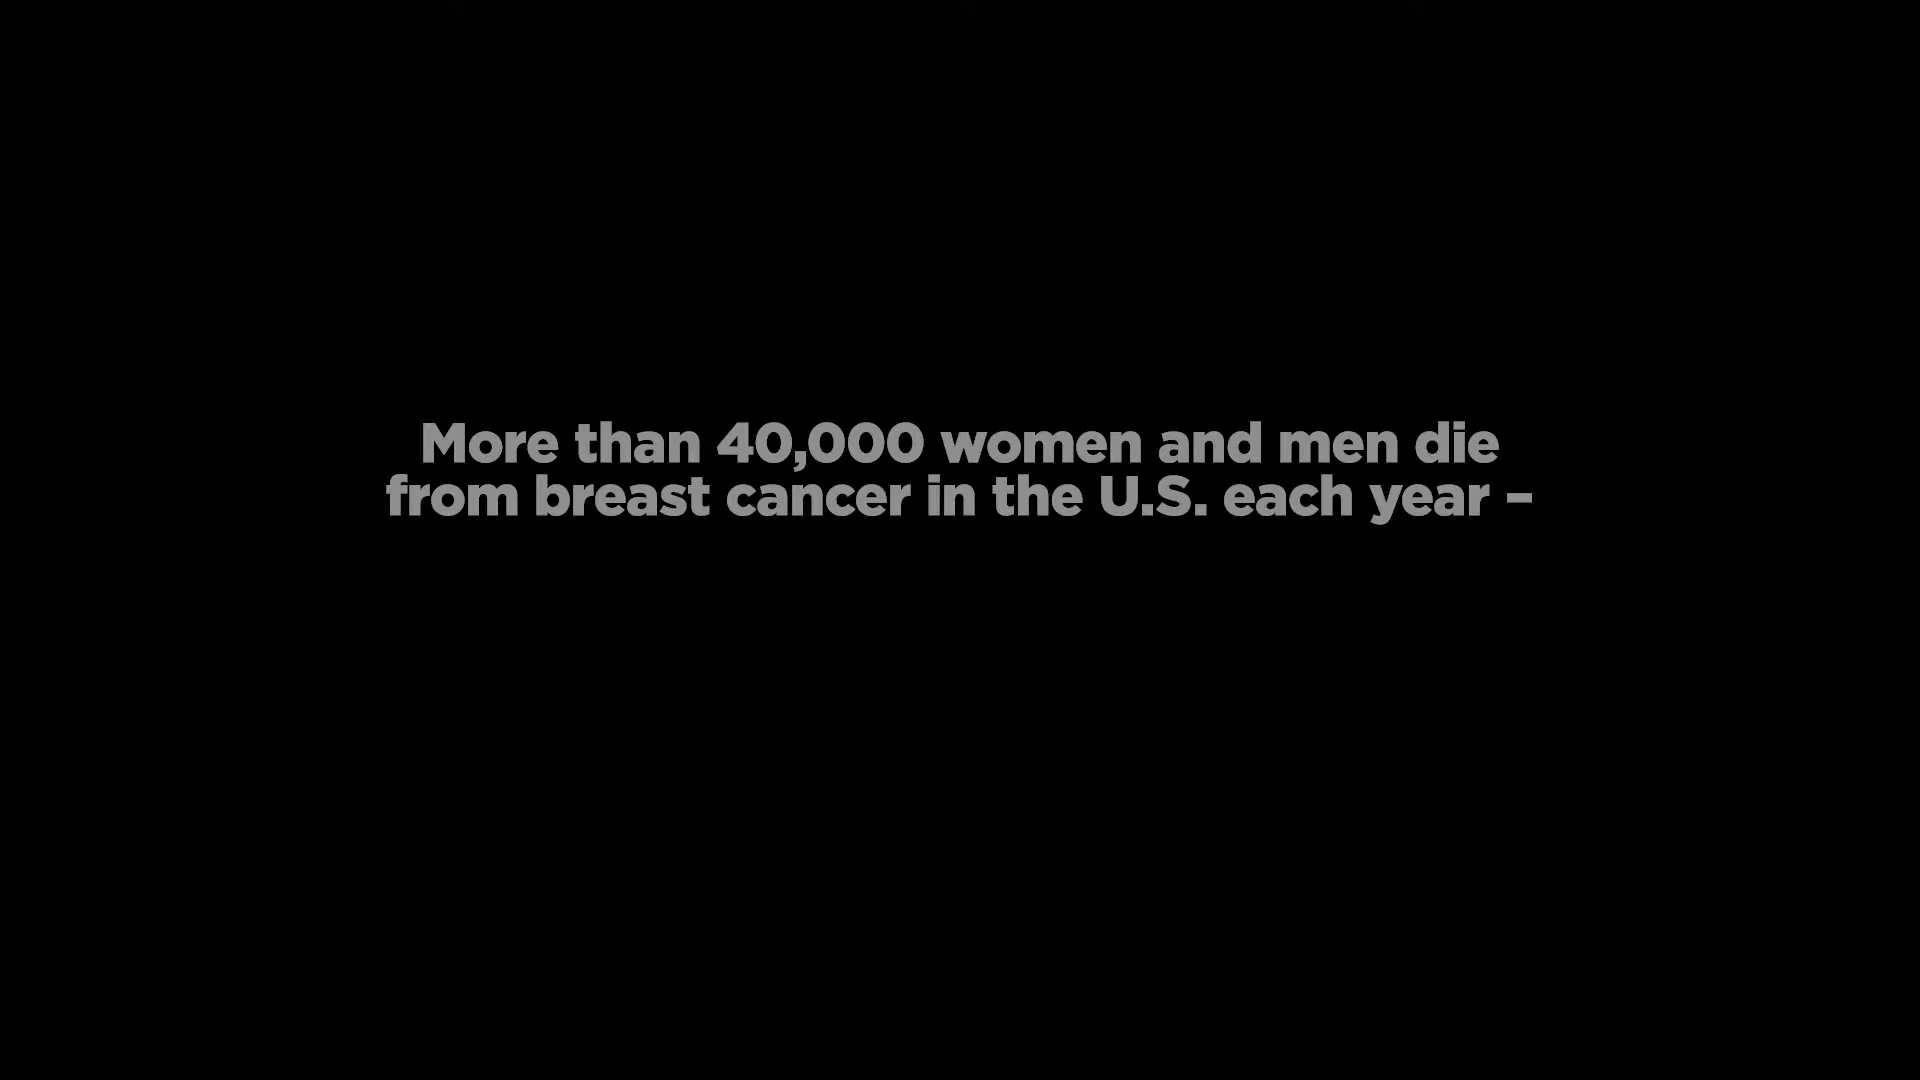 More than 40,000 women and men die
from breast cancer in the U.S. each year –